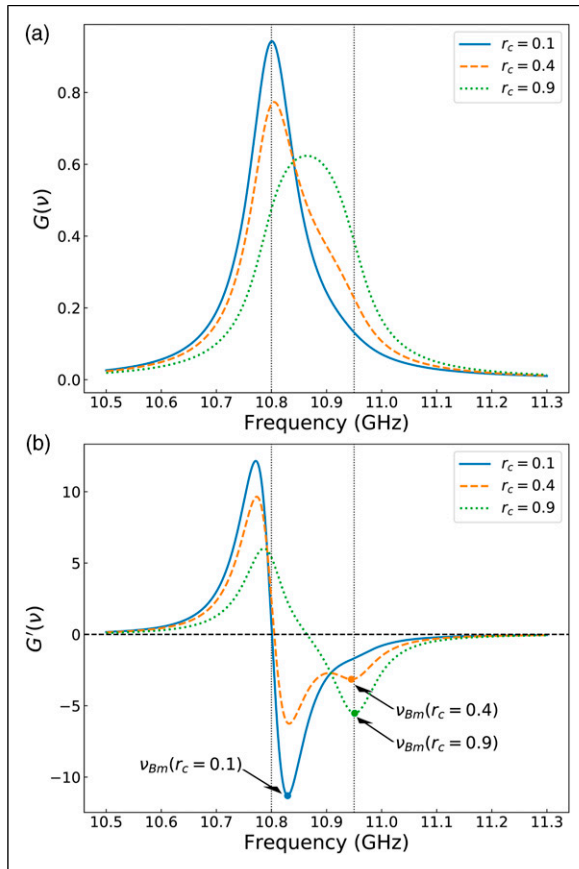 (a)
r_c = 0.1
r_c = 0.4
r_c = 0.9
G(ν)
0.8
0.6
0.4
0.2
0.0
10.5 10.6 10.7 10.8 10.9 11.0 11.1 11.2 11.3
Frequency (GHz)
(b)
r_c = 0.1
r_c = 0.4
r_c = 0.9
G′(ν)
10
5
0
−5
−10
ν_Bm(r_c = 0.4)
ν_Bm(r_c = 0.9)
ν_Bm(r_c = 0.1)
10.5 10.6 10.7 10.8 10.9 11.0 11.1 11.2 11.3
Frequency (GHz)